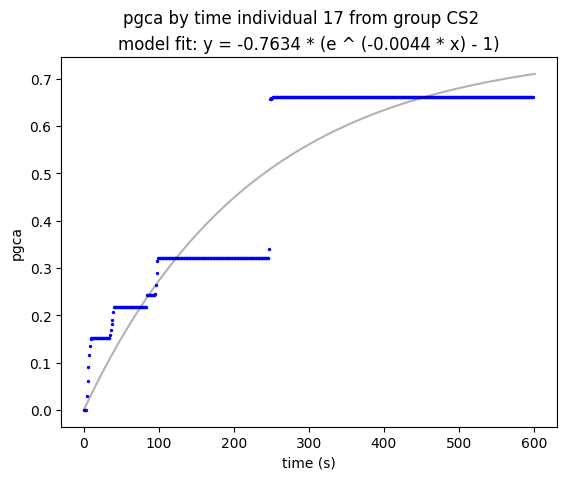 pgca by time individual 17 from group CS2
model fit: y = -0.7634 * (e ^ (-0.0044 * x) - 1)
0.7
0.6
0.5
0.4
0.3
0.2
0.1
0.0
pgca
0 100 200 300 400 500 600
time (s)